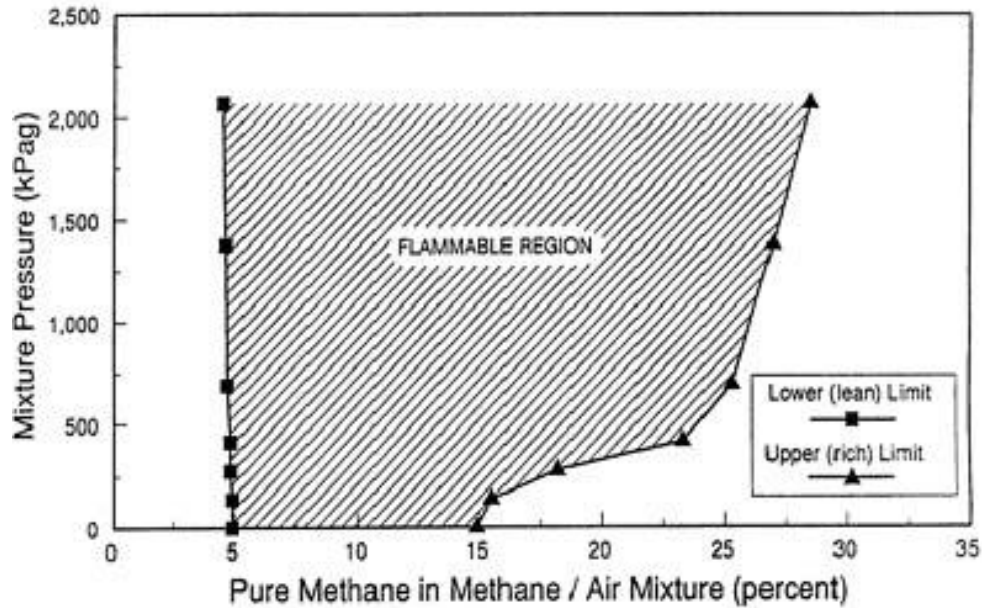 2,500
2,000
1,500
1,000
500
0
Mixture Pressure (kPag)
FLAMMABLE REGION
Lower (lean) Limit
Upper (rich) Limit
0 5 10 15 20 25 30 35
Pure Methane in Methane / Air Mixture (percent)